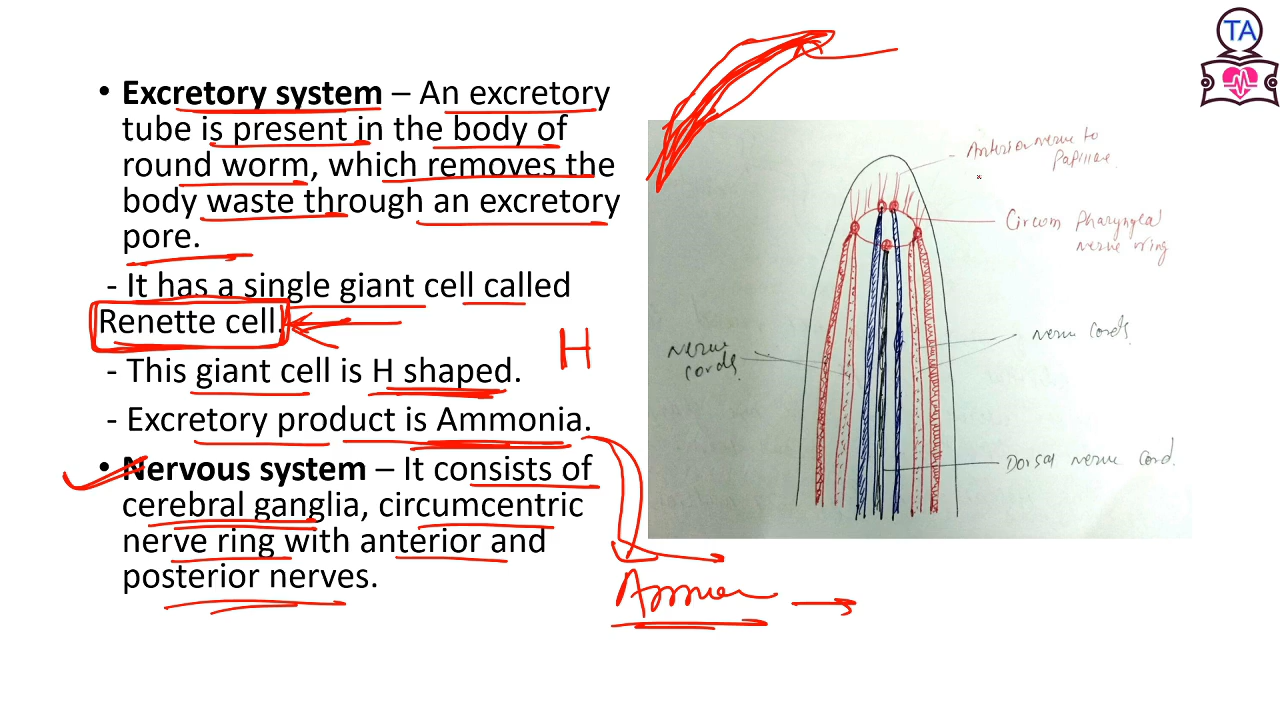 TA
• Excretory system – An excretory
tube is present in the body of
round worm, which removes the
body waste through an excretory
pore.
- It has a single giant cell called
Renette cell.
- This giant cell is H shaped.
H
- Excretory product is Ammonia.
• Nervous system – It consists of
cerebral ganglia, circumcentric
nerve ring with anterior and
posterior nerves.
Anterior nerve to
Papillae.
Circum Pharyngeal
nerve ring
Nerve
cords.
Nerve cords.
Dorsal nerve cord.